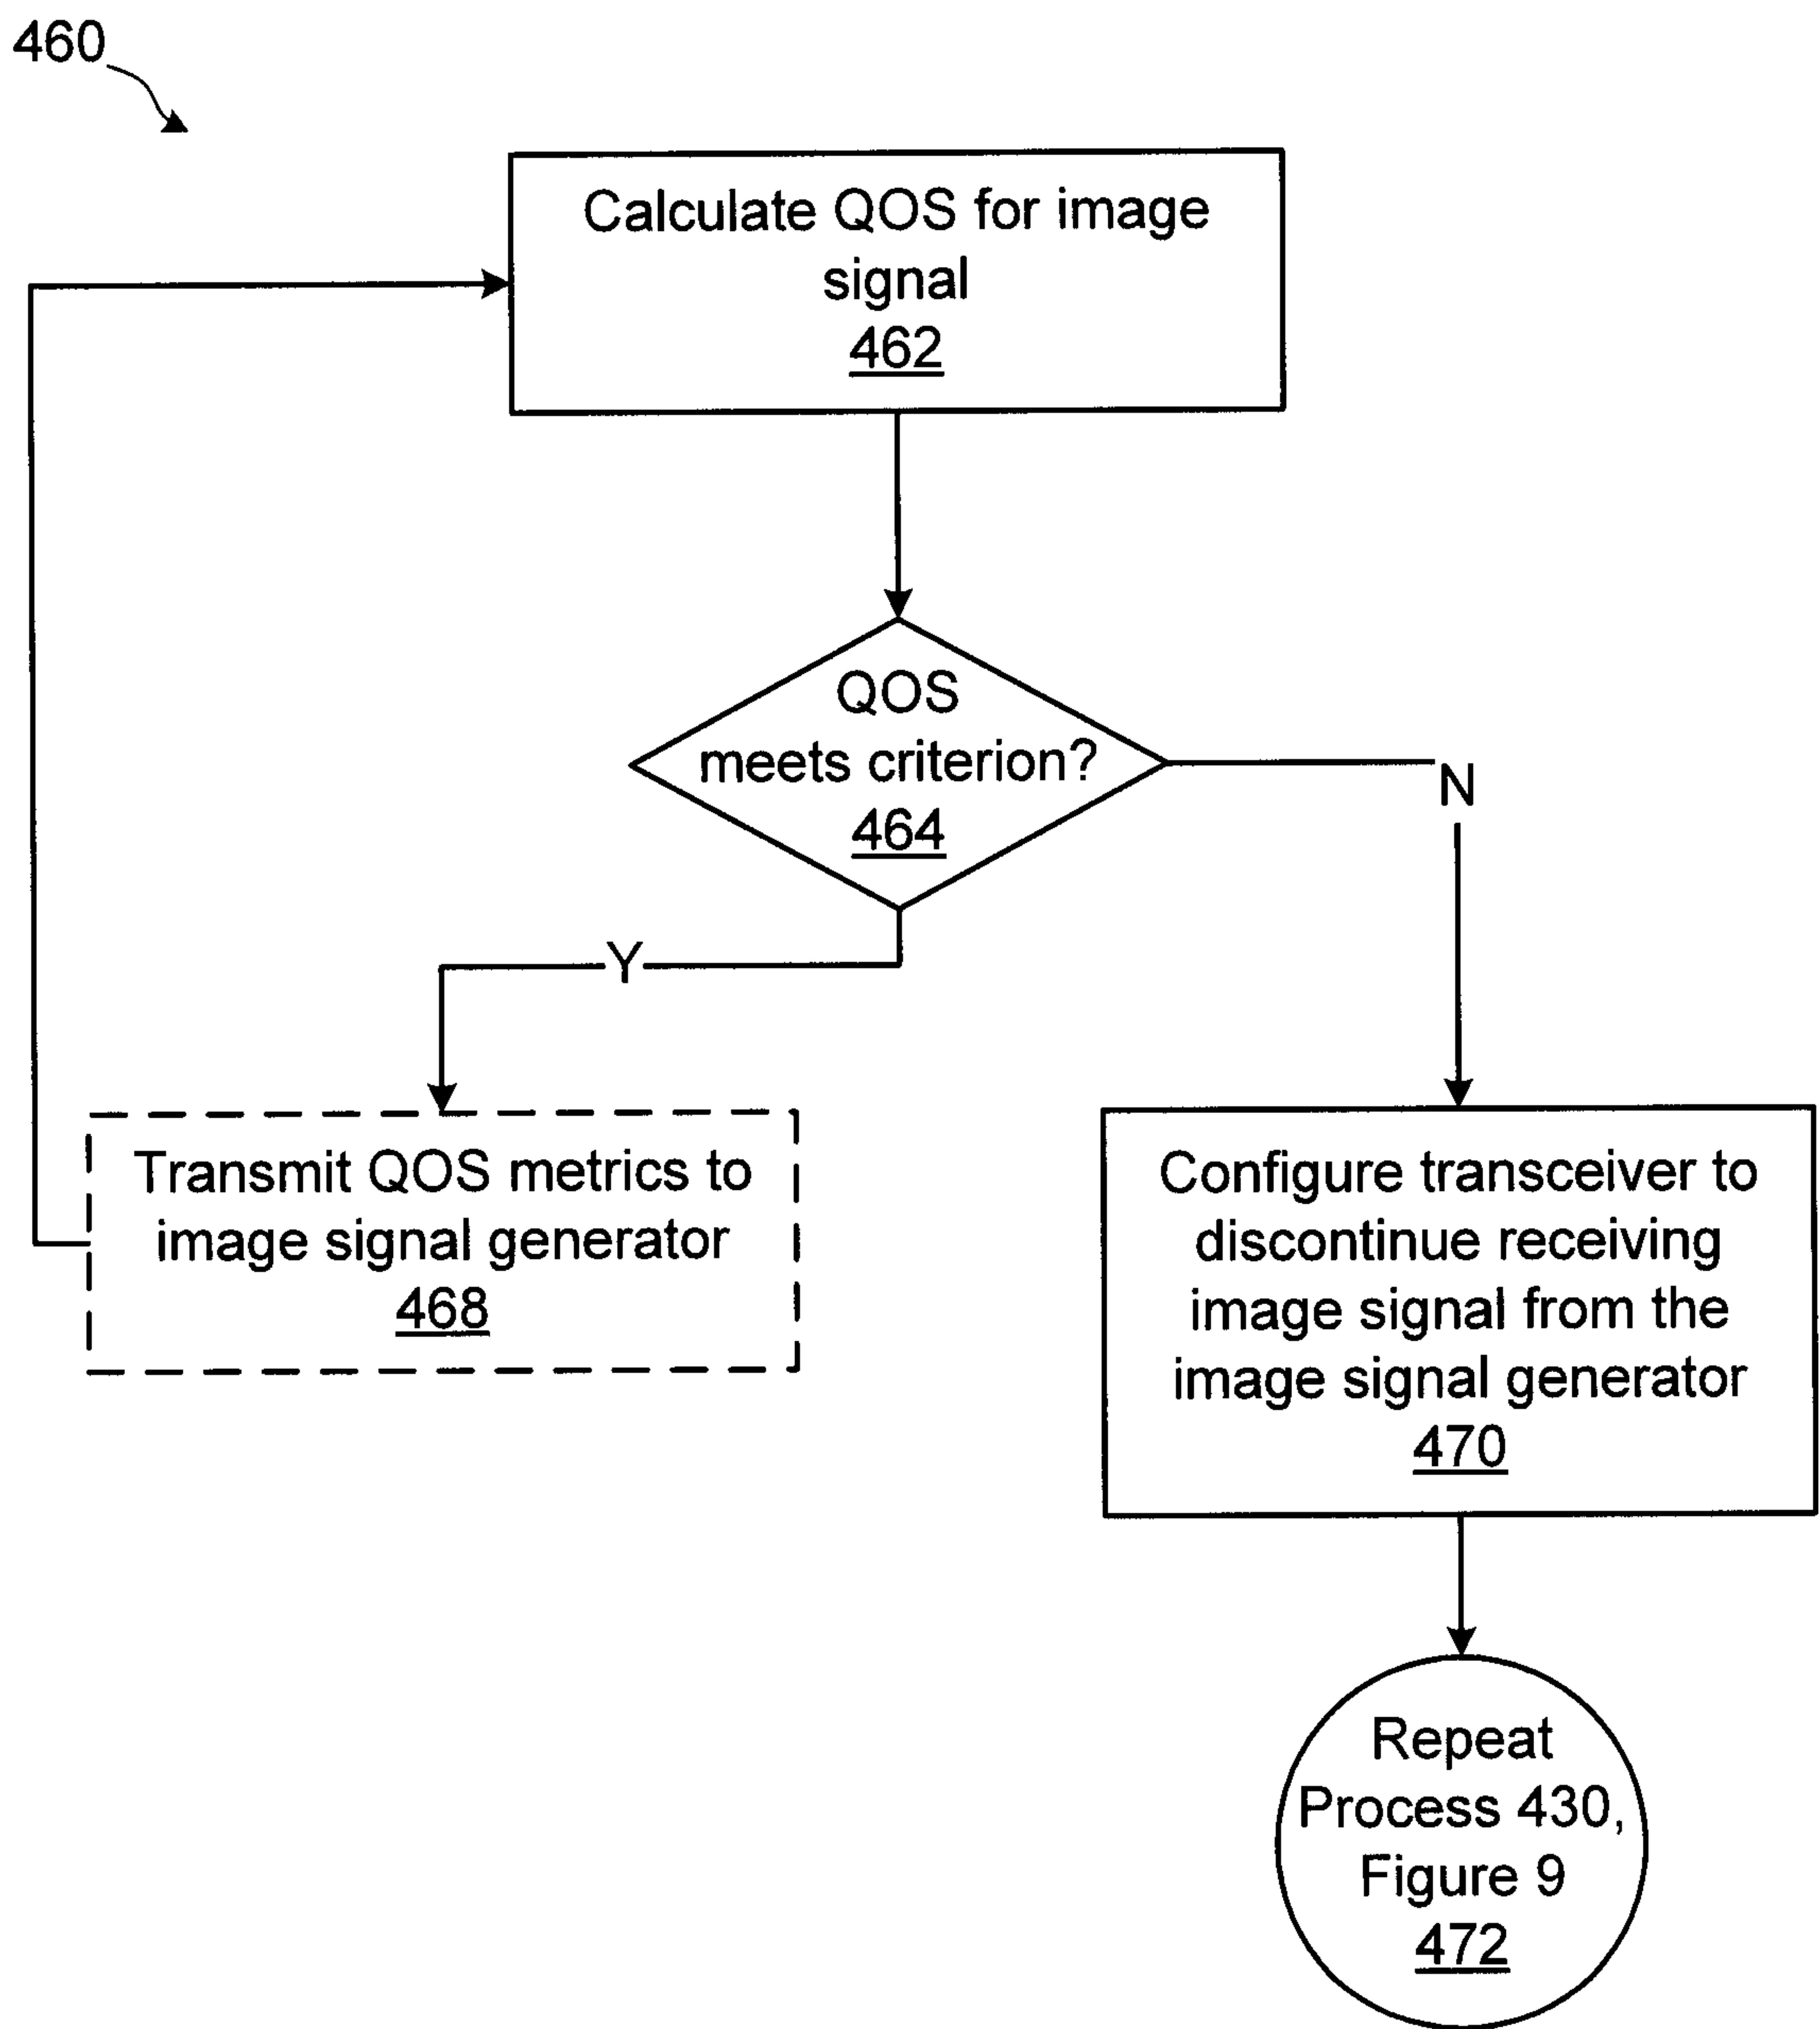 460
Calculate QOS for image
signal
462
QOS
meets criterion?
464
N
Y
Transmit QOS metrics to
image signal generator
468
Configure transceiver to
discontinue receiving
image signal from the
image signal generator
470
Repeat
Process 430,
Figure 9
472